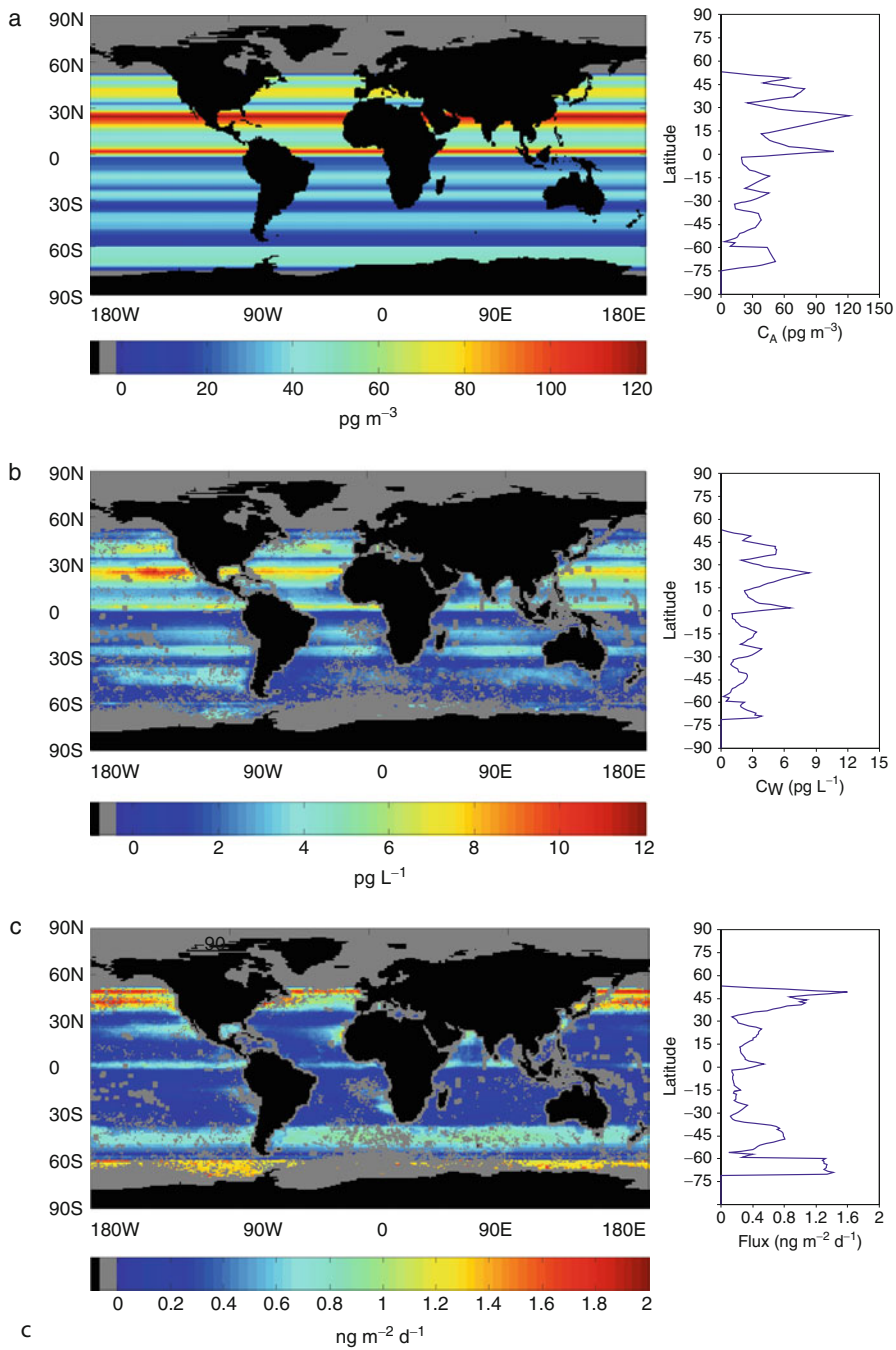 a
90N
60N
30N
0
30S
60S
90S
180W 90W 0 90E 180E
0 20 40 60 80 100 120
pg m⁻³
90
75
60
45
30
15
0
−15
−30
−45
−60
−75
−90
Latitude
0 30 60 90 120 150
C_A (pg m⁻³)
b
90N
60N
30N
0
30S
60S
90S
180W 90W 0 90E 180E
0 2 4 6 8 10 12
pg L⁻¹
90
75
60
45
30
15
0
−15
−30
−45
−60
−75
−90
Latitude
0 3 6 9 12 15
C_W (pg L⁻¹)
c
90N
60N
30N
0
30S
60S
90S
90
180W 90W 0 90E 180E
0 0.2 0.4 0.6 0.8 1 1.2 1.4 1.6 1.8 2
ng m⁻² d⁻¹
c
90
75
60
45
30
15
0
−15
−30
−45
−60
−75
Latitude
0 0.4 0.8 1.2 1.6 2
Flux (ng m⁻² d⁻¹)